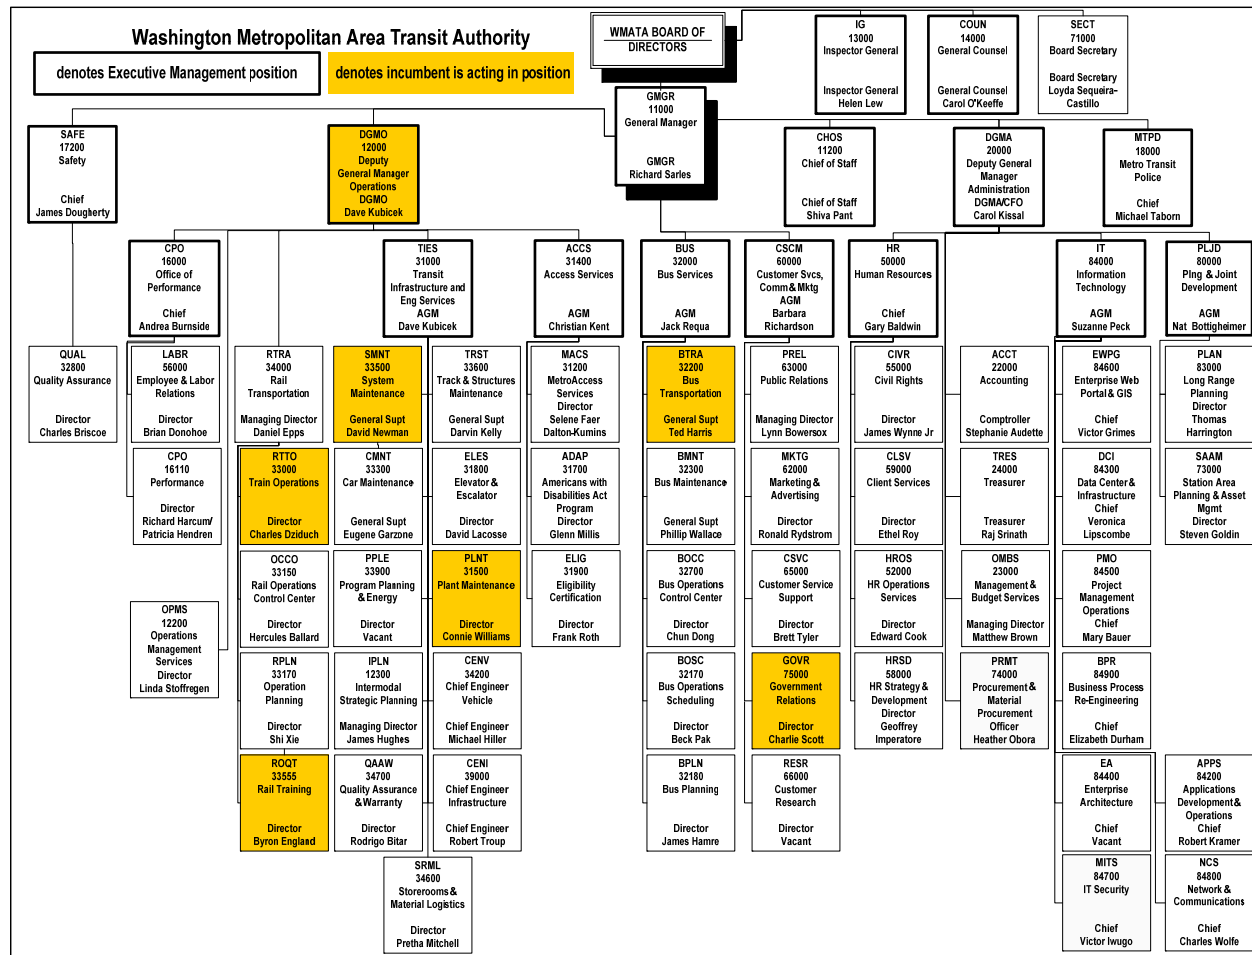 Washington Metropolitan Area Transit Authority
denotes Executive Management position
denotes incumbent is acting in position
WMATA BOARD OF
DIRECTORS
IG
13000
Inspector General
Inspector General
Helen Lew
COUN
14000
General Counsel
General Counsel
Carol O'Keeffe
SECT
71000
Board Secretary
Board Secretary
Loyda Sequeira-
Castillo
GMGR
11000
General Manager
GMGR
Richard Sarles
SAFE
17200
Safety
Chief
James Dougherty
DGMO
12000
Deputy
General Manager
Operations
DGMO
Dave Kubicek
CHOS
11200
Chief of Staff
Chief of Staff
Shiva Pant
DGMA
20000
Deputy General
Manager
Administration
DGMA/CFO
Carol Kissal
MTPD
18000
Metro Transit
Police
Chief
Michael Taborn
CPO
16000
Office of
Performance
Chief
Andrea Burnside
TIES
31000
Transit
Infrastructure and
Eng Services
AGM
Dave Kubicek
ACCS
31400
Access Services
AGM
Christian Kent
BUS
32000
Bus Services
AGM
Jack Requa
CSCM
60000
Customer Svcs,
Comm & Mktg
AGM
Barbara
Richardson
HR
50000
Human Resources
Chief
Gary Baldwin
IT
84000
Information
Technology
AGM
Suzanne Peck
PLJD
80000
Plng & Joint
Development
AGM
Nat Bottigheimer
QUAL
32800
Quality Assurance
Director
Charles Briscoe
LABR
56000
Employee & Labor
Relations
Director
Brian Donohoe
RTRA
34000
Rail
Transportation
Managing Director
Daniel Epps
SMNT
33500
System
Maintenance
General Supt
David Newman
TRST
33600
Track & Structures
Maintenance
General Supt
Darvin Kelly
MACS
31200
MetroAccess
Services
Director
Selene Faer
Dalton-Kumins
BTRA
32200
Bus
Transportation
General Supt
Ted Harris
PREL
63000
Public Relations
Managing Director
Lynn Bowersox
CIVR
55000
Civil Rights
Director
James Wynne Jr
ACCT
22000
Accounting
Comptroller
Stephanie Audette
EWPG
84600
Enterprise Web
Portal & GIS
Chief
Victor Grimes
PLAN
83000
Long Range
Planning
Director
Thomas
Harrington
CPO
16110
Performance
Director
Richard Harcum/
Patricia Hendren
RTTO
33000
Train Operations
Director
Charles Dziduch
CMNT
33300
Car Maintenance
General Supt
Eugene Garzone
ELES
31800
Elevator &
Escalator
Director
David Lacosse
ADAP
31700
Americans with
Disabilities Act
Program
Director
Glenn Millis
BMNT
32300
Bus Maintenance
General Supt
Phillip Wallace
MKTG
62000
Marketing &
Advertising
Director
Ronald Rydstrom
CLSV
59000
Client Services
Director
Ethel Roy
TRES
24000
Treasurer
Treasurer
Raj Srinath
DCI
84300
Data Center &
Infrastructure
Chief
Veronica
Lipscombe
SAAM
73000
Station Area
Planning & Asset
Mgmt
Director
Steven Goldin
OPMS
12200
Operations
Management
Services
Director
Linda Stoffregen
OCCO
33150
Rail Operations
Control Center
Director
Hercules Ballard
PPLE
33900
Program Planning
& Energy
Director
Vacant
PLNT
31500
Plant Maintenance
Director
Connie Williams
ELIG
31900
Eligibility
Certification
Director
Frank Roth
BOCC
32700
Bus Operations
Control Center
Director
Chun Dong
CSVC
65000
Customer Service
Support
Director
Brett Tyler
HROS
52000
HR Operations
Services
Director
Edward Cook
OMBS
23000
Management &
Budget Services
Managing Director
Matthew Brown
PMO
84500
Project
Management
Operations
Chief
Mary Bauer
RPLN
33170
Operation
Planning
Director
Shi Xie
IPLN
12300
Intermodal
Strategic Planning
Managing Director
James Hughes
CENV
34200
Chief Engineer
Vehicle
Chief Engineer
Michael Hiller
BOSC
32170
Bus Operations
Scheduling
Director
Beck Pak
GOVR
75000
Government
Relations
Director
Charlie Scott
HRSD
58000
HR Strategy &
Development
Director
Geoffrey
Imperatore
PRMT
74000
Procurement &
Material
Procurement
Officer
Heather Obora
BPR
84900
Business Process
Re-Engineering
Chief
Elizabeth Durham
ROQT
33555
Rail Training
Director
Byron England
QAAW
34700
Quality Assurance
& Warranty
Director
Rodrigo Bitar
CENI
39000
Chief Engineer
Infrastructure
Chief Engineer
Robert Troup
BPLN
32180
Bus Planning
Director
James Hamre
RESR
66000
Customer
Research
Director
Vacant
EA
84400
Enterprise
Architecture
Chief
Vacant
APPS
84200
Applications
Development &
Operations
Chief
Robert Kramer
SRML
34600
Storerooms &
Material Logistics
Director
Pretha Mitchell
MITS
84700
IT Security
Chief
Victor Iwugo
NCS
84800
Network &
Communications
Chief
Charles Wolfe